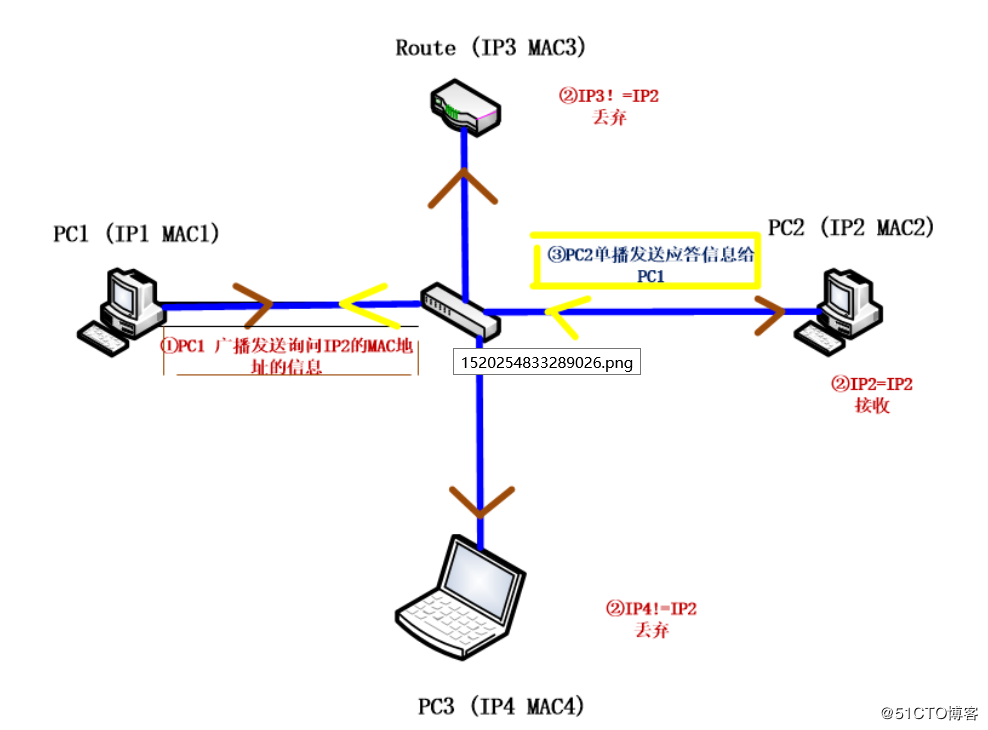 Route (IP3 MAC3)
②IP3！=IP2
丢弃
PC1 (IP1 MAC1)
PC2 (IP2 MAC2)
③PC2单播发送应答信息给
PC1
①PC1 广播发送询问IP2的MAC地
址的信息
1520254833289026.png
②IP2=IP2
接收
②IP4!=IP2
丢弃
PC3 (IP4 MAC4)
@51CTO博客